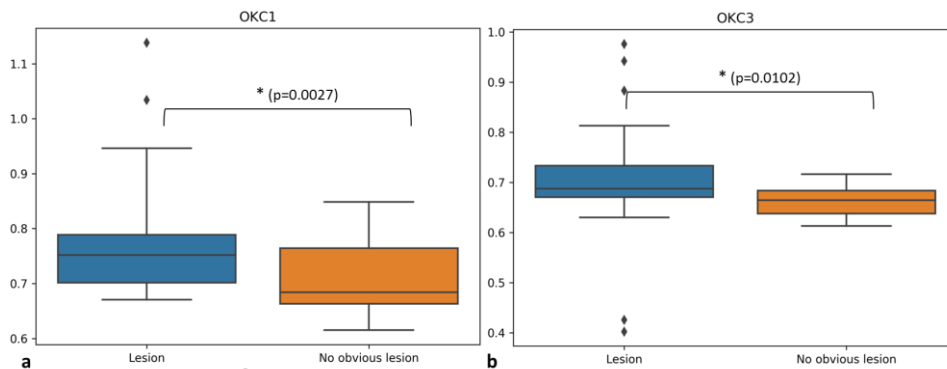 OKC1
1.1
1.0
0.9
0.8
0.7
0.6
* (p=0.0027)
Lesion
No obvious lesion
a
OKC3
1.0
0.9
0.8
0.7
0.6
0.5
0.4
* (p=0.0102)
Lesion
No obvious lesion
b